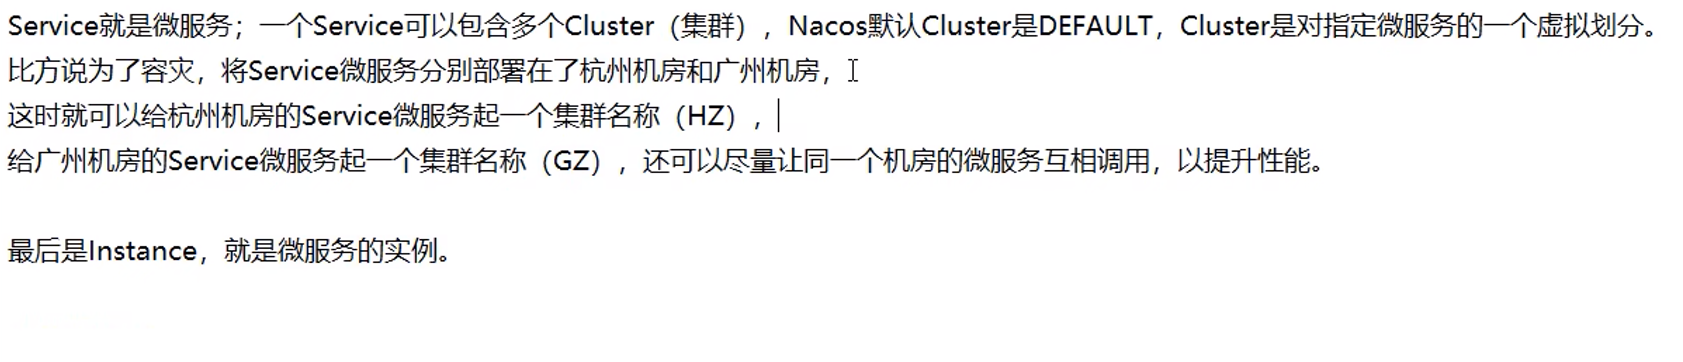 Service就是微服务；一个Service可以包含多个Cluster（集群），Nacos默认Cluster是DEFAULT，Cluster是对指定微服务的一个虚拟划分。
比方说为了容灾，将Service微服务分别部署在了杭州机房和广州机房，
这时就可以给杭州机房的Service微服务起一个集群名称（HZ），
给广州机房的Service微服务起一个集群名称（GZ），还可以尽量让同一个机房的微服务互相调用，以提升性能。
最后是Instance，就是微服务的实例。